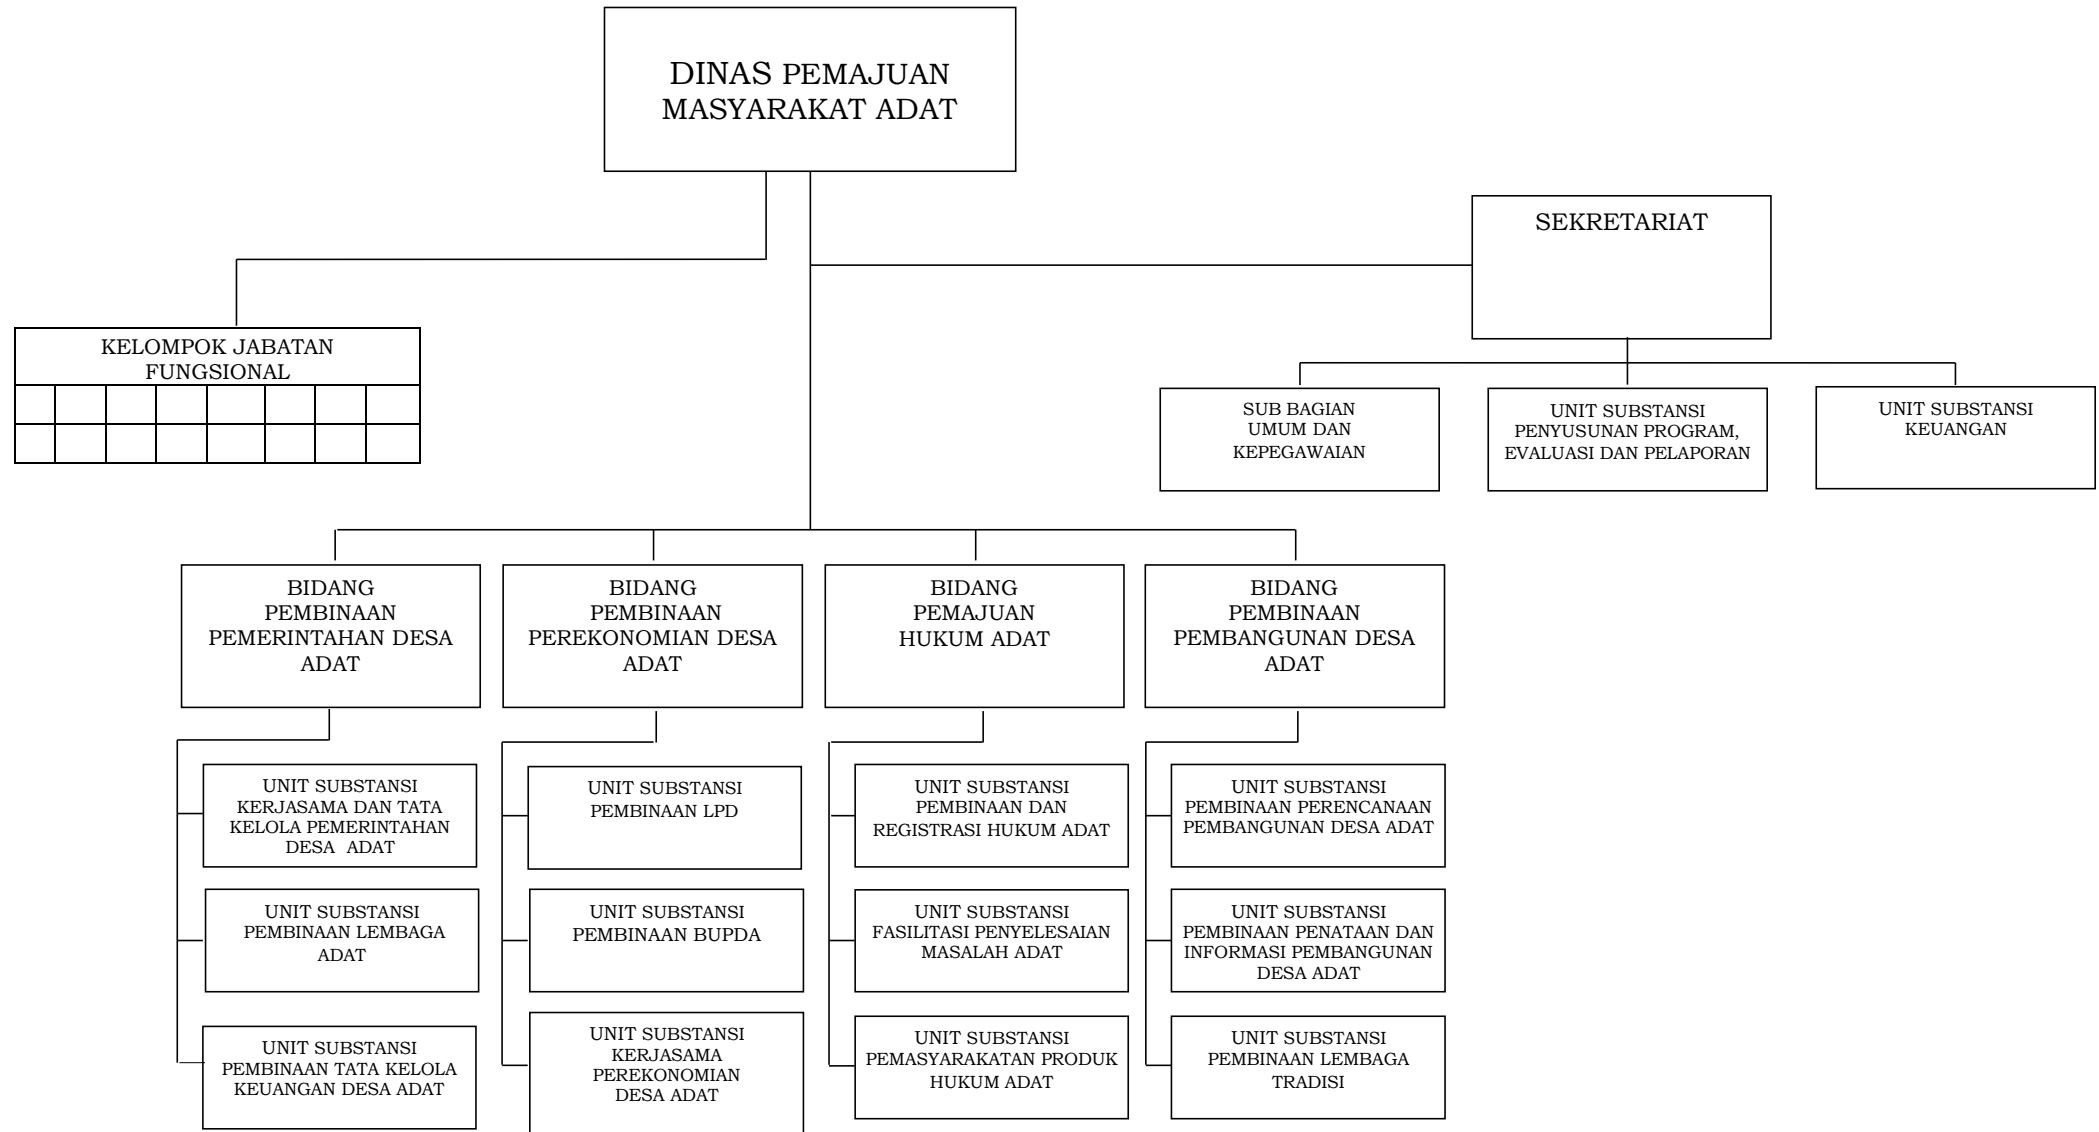 DINAS PEMAJUAN
MASYARAKAT ADAT
SEKRETARIAT
KELOMPOK JABATAN
FUNGSIONAL
SUB BAGIAN
UMUM DAN
KEPEGAWAIAN
UNIT SUBSTANSI
PENYUSUNAN PROGRAM,
EVALUASI DAN PELAPORAN
UNIT SUBSTANSI
KEUANGAN
BIDANG
PEMBINAAN
PEMERINTAHAN DESA
ADAT
BIDANG
PEMBINAAN
PEREKONOMIAN DESA
ADAT
BIDANG
PEMAJUAN
HUKUM ADAT
BIDANG
PEMBINAAN
PEMBANGUNAN DESA
ADAT
UNIT SUBSTANSI
KERJASAMA DAN TATA
KELOLA PEMERINTAHAN
DESA ADAT
UNIT SUBSTANSI
PEMBINAAN LEMBAGA
ADAT
UNIT SUBSTANSI
PEMBINAAN TATA KELOLA
KEUANGAN DESA ADAT
UNIT SUBSTANSI
PEMBINAAN LPD
UNIT SUBSTANSI
PEMBINAAN BUPDA
UNIT SUBSTANSI
KERJASAMA
PEREKONOMIAN
DESA ADAT
UNIT SUBSTANSI
PEMBINAAN DAN
REGISTRASI HUKUM ADAT
UNIT SUBSTANSI
FASILITASI PENYELESAIAN
MASALAH ADAT
UNIT SUBSTANSI
PEMASYARAKATAN PRODUK
HUKUM ADAT
UNIT SUBSTANSI
PEMBINAAN PERENCANAAN
PEMBANGUNAN DESA ADAT
UNIT SUBSTANSI
PEMBINAAN PENATAAN DAN
INFORMASI PEMBANGUNAN
DESA ADAT
UNIT SUBSTANSI
PEMBINAAN LEMBAGA
TRADISI